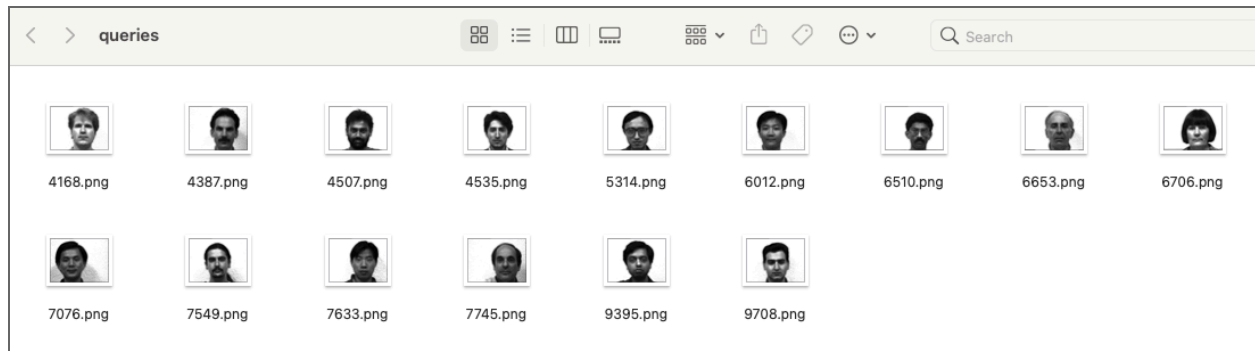 queries
Search
4168.png 4387.png 4507.png 4535.png 5314.png 6012.png 6510.png 6653.png 6706.png
7076.png 7549.png 7633.png 7745.png 9395.png 9708.png